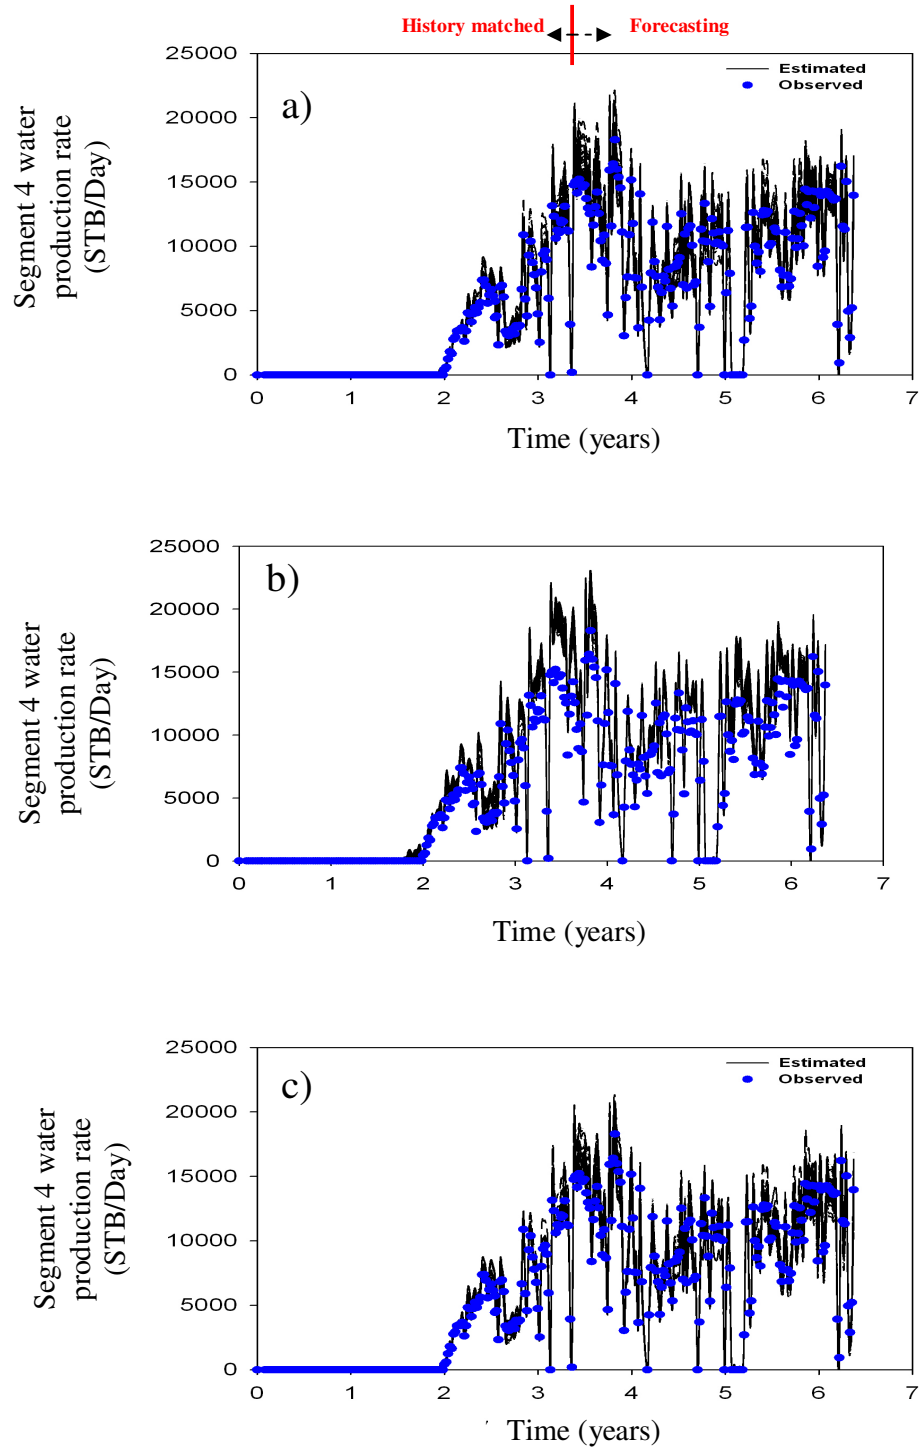 History matched Forecasting
25000
20000
15000
10000
5000
0
Segment 4 water
production rate
(STB/Day)
a)
Estimated
Observed
0 1 2 3 4 5 6 7
Time (years)
25000
20000
15000
10000
5000
0
Segment 4 water
production rate
(STB/Day)
b)
0 1 2 3 4 5 6 7
Time (years)
25000
20000
15000
10000
5000
0
Segment 4 water
production rate
(STB/Day)
c)
Estimated
Observed
0 1 2 3 4 5 6 7
Time (years)